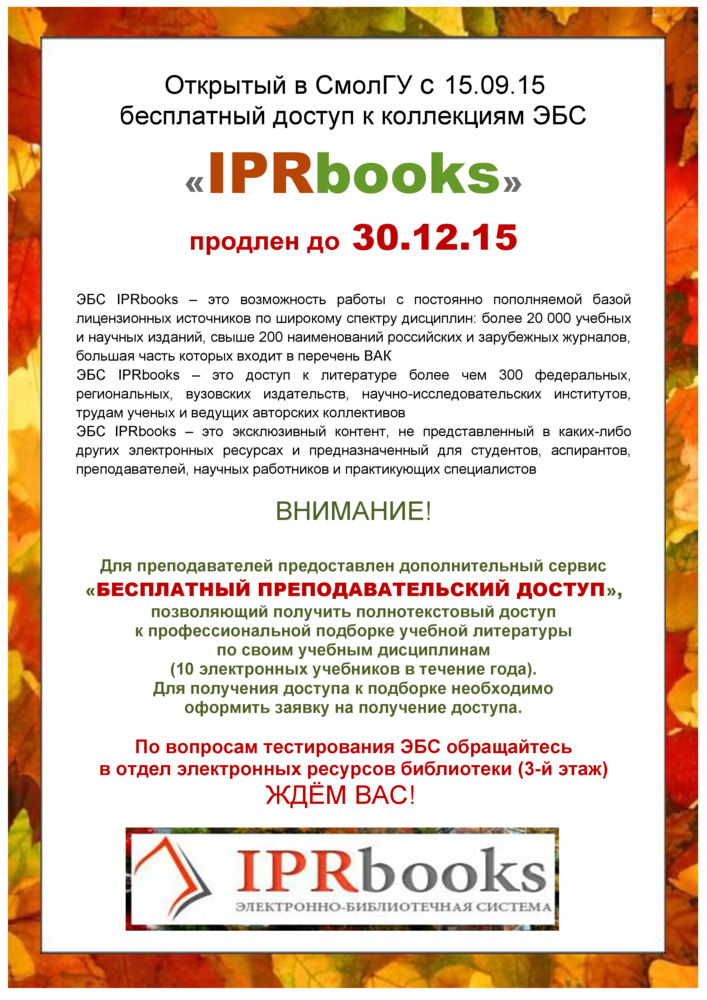 Открытый в СмолГУ с 15.09.15
бесплатный доступ к коллекциям ЭБС
«IPRbooks»
продлен до 30.12.15
ЭБС IPRbooks – это возможность работы с постоянно пополняемой базой
лицензионных источников по широкому спектру дисциплин: более 20 000 учебных
и научных изданий, свыше 200 наименований российских и зарубежных журналов,
большая часть которых входит в перечень ВАК
ЭБС IPRbooks – это доступ к литературе более чем 300 федеральных,
региональных, вузовских издательств, научно-исследовательских институтов,
трудам ученых и ведущих авторских коллективов
ЭБС IPRbooks – это эксклюзивный контент, не представленный в каких-либо
других электронных ресурсах и предназначенный для студентов, аспирантов,
преподавателей, научных работников и практикующих специалистов
ВНИМАНИЕ!
Для преподавателей предоставлен дополнительный сервис
«БЕСПЛАТНЫЙ ПРЕПОДАВАТЕЛЬСКИЙ ДОСТУП»,
позволяющий получить полнотекстовый доступ
к профессиональной подборке учебной литературы
по своим учебным дисциплинам
(10 электронных учебников в течение года).
Для получения доступа к подборке необходимо
оформить заявку на получение доступа.
По вопросам тестирования ЭБС обращайтесь
в отдел электронных ресурсов библиотеки (3-й этаж)
ЖДЁМ ВАС!
IPRbooks
ЭЛЕКТРОННО-БИБЛИОТЕЧНАЯ СИСТЕМА